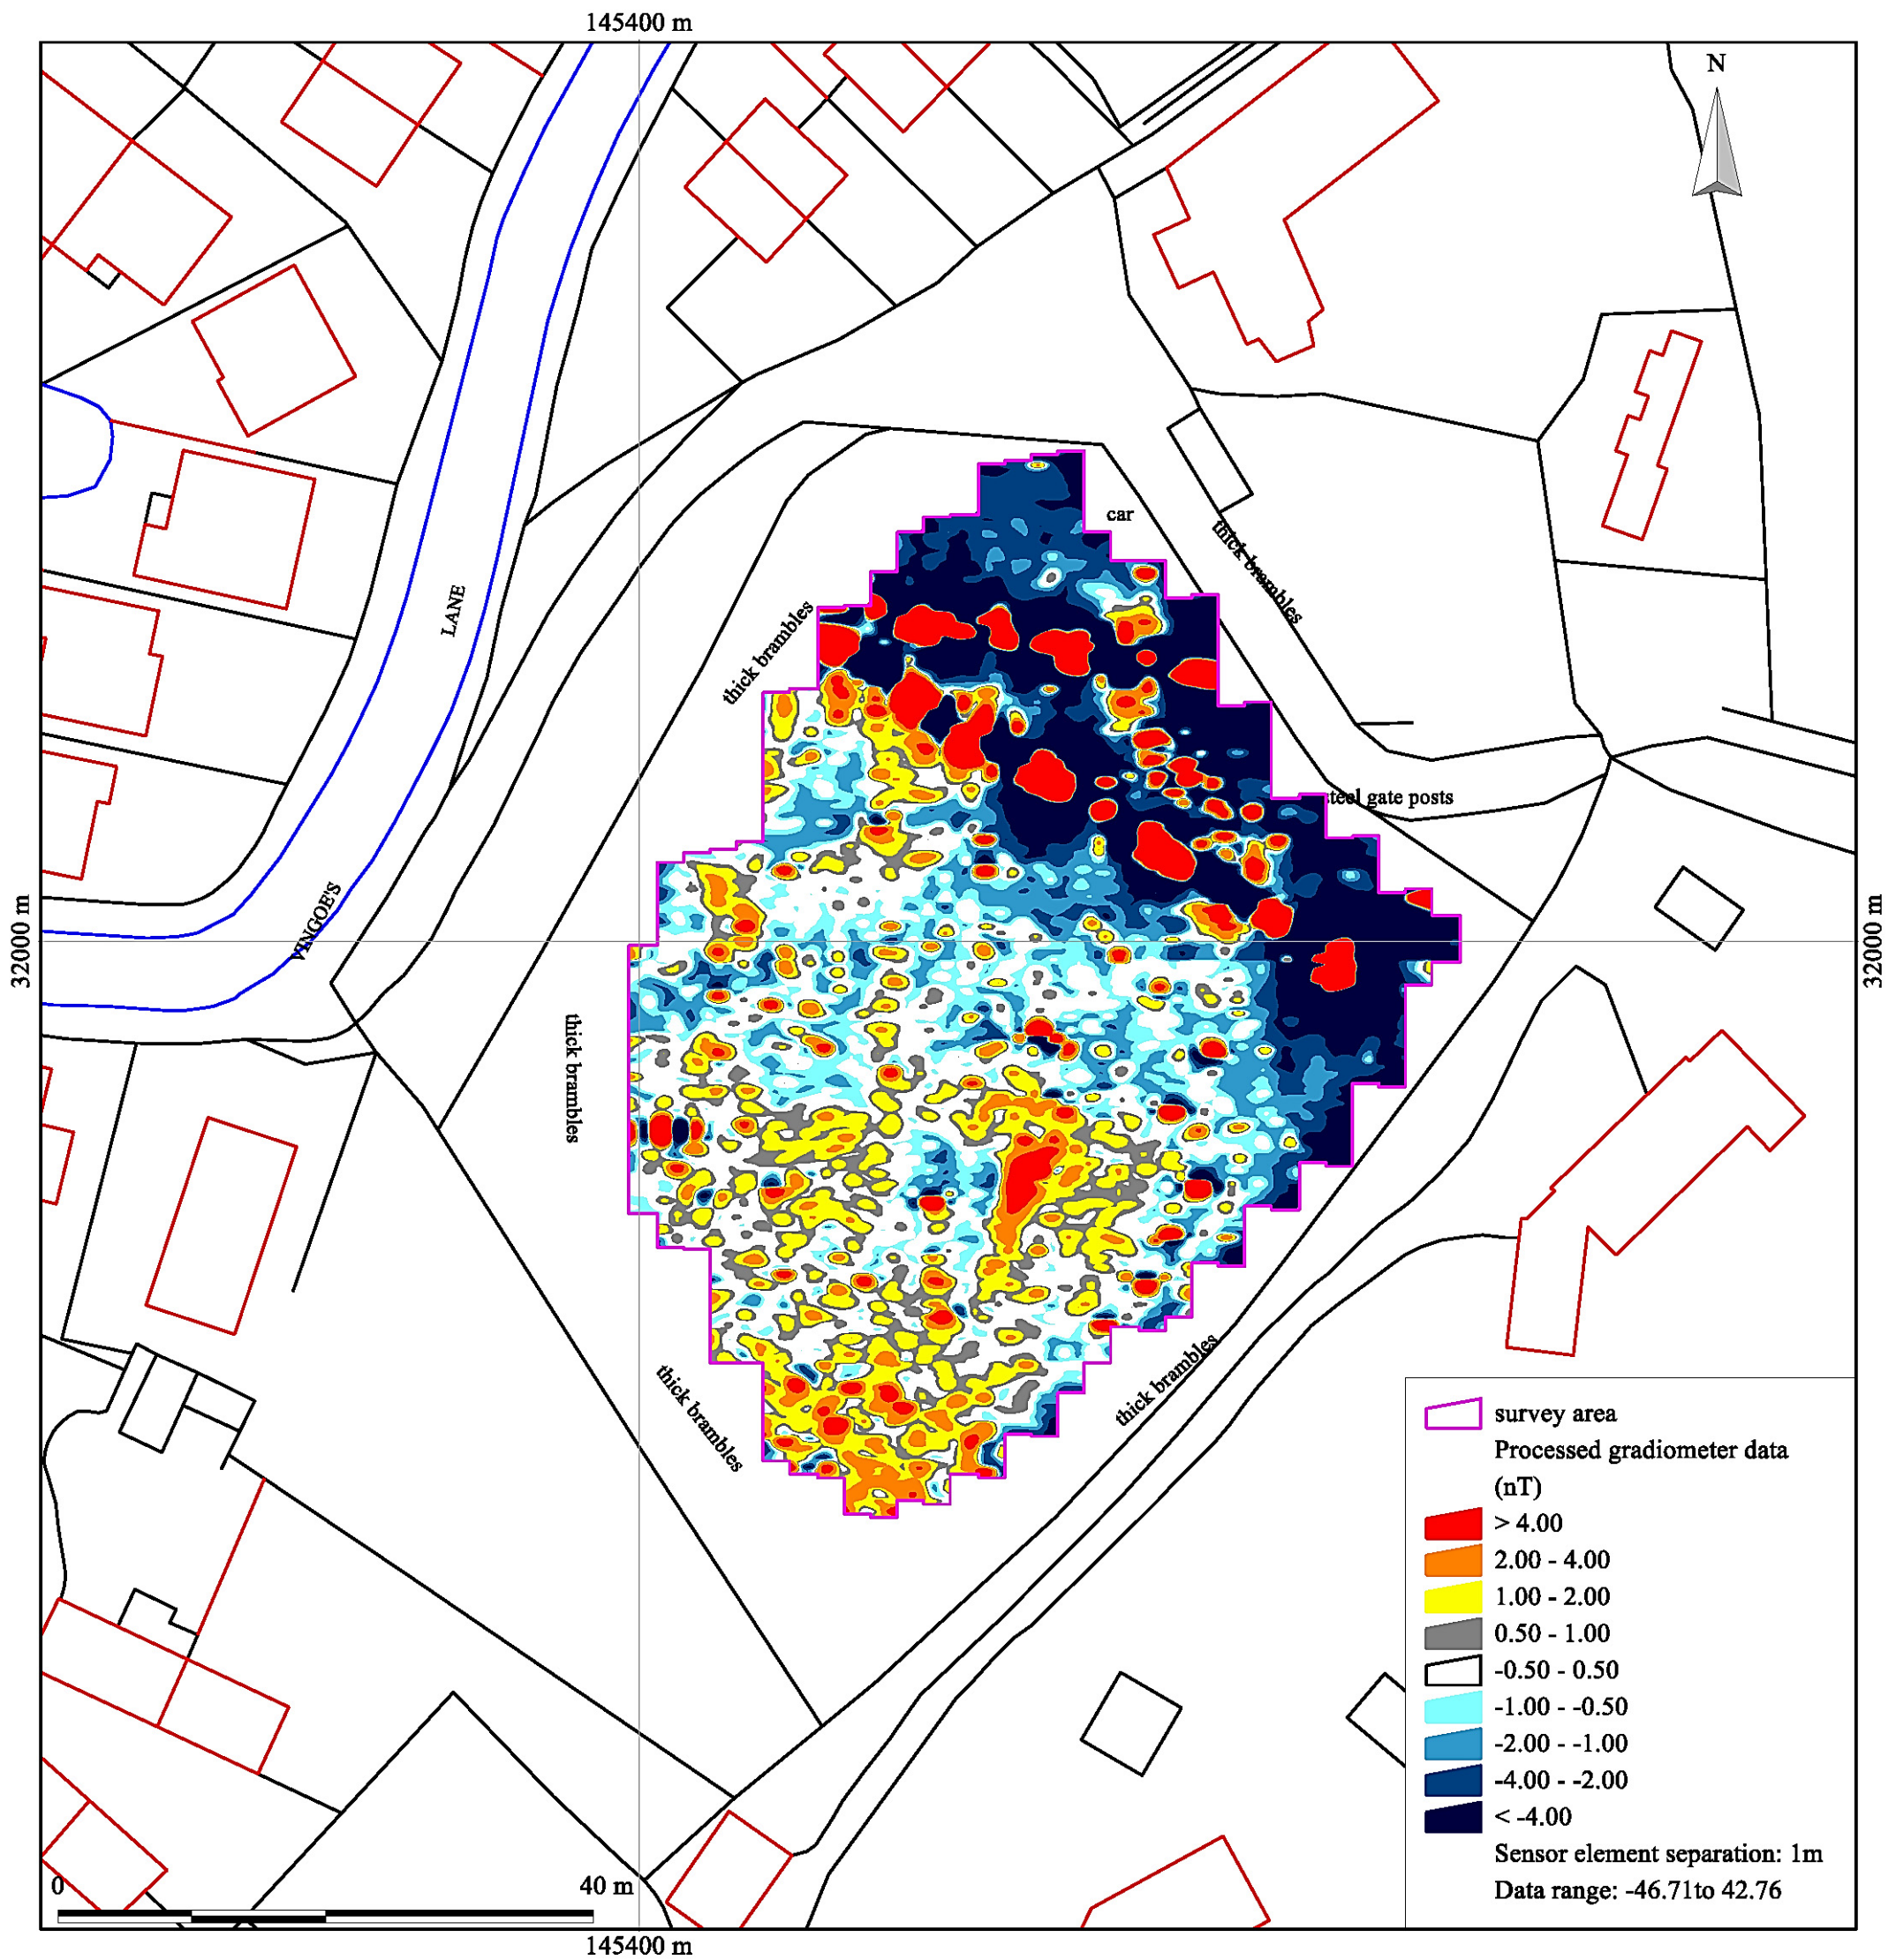 145400 m
N
car
thick brambles
LANE
thick brambles
steel gate posts
VINGOE'S
32000 m
32000 m
thick brambles
thick brambles
thick brambles
survey area
Processed gradiometer data
(nT)
> 4.00
2.00 - 4.00
1.00 - 2.00
0.50 - 1.00
-0.50 - 0.50
-1.00 - -0.50
-2.00 - -1.00
-4.00 - -2.00
< -4.00
Sensor element separation: 1m
Data range: -46.71to 42.76
0
40 m
145400 m